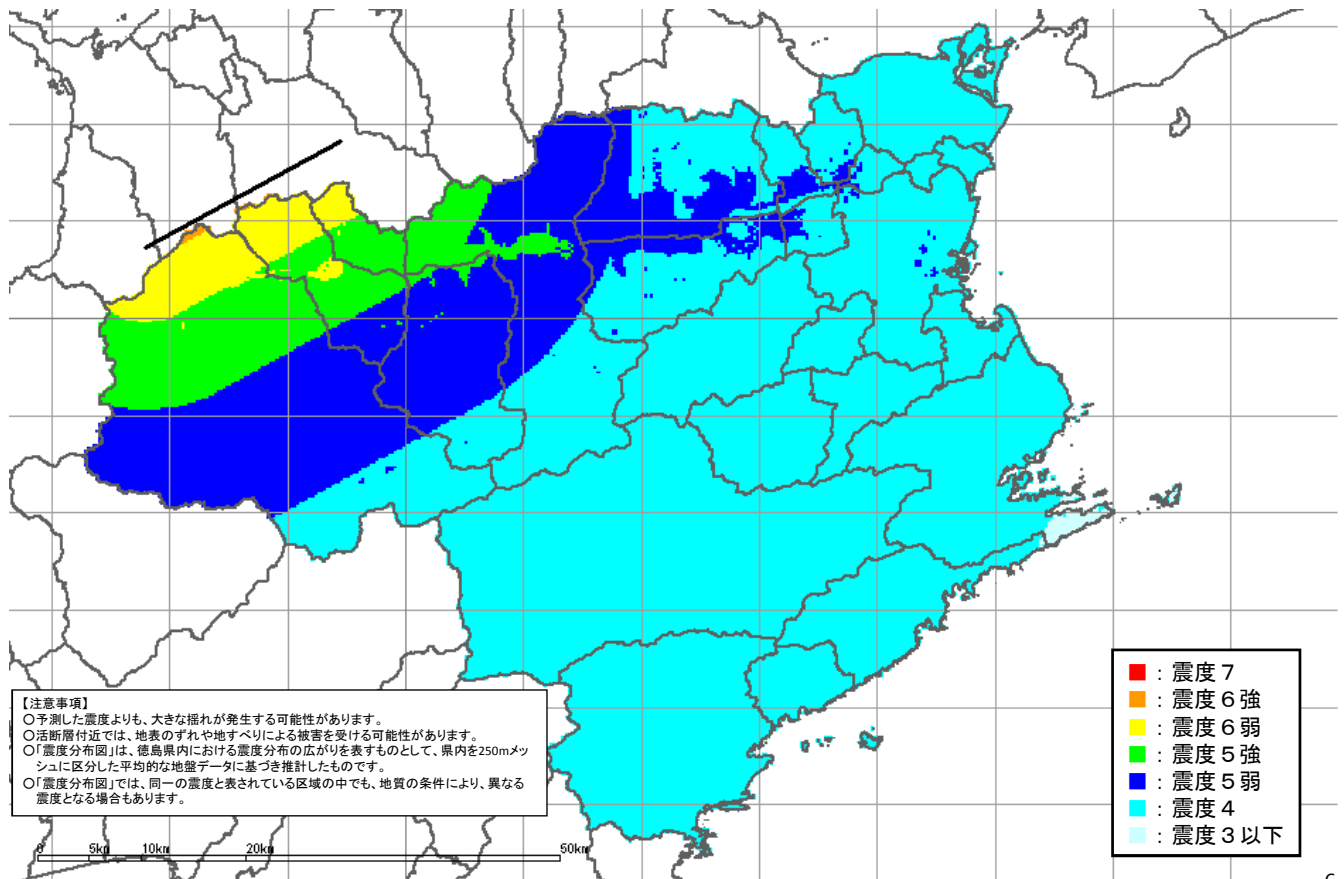 【注意事項】
○予測した震度よりも、大きな揺れが発生する可能性があります。
○活断層付近では、地表のずれや地すべりによる被害を受ける可能性があります。
○「震度分布図」は、徳島県内における震度分布の広がりを表すものとして、県内を250mメッ
シュに区分した平均的な地盤データに基づき推計したものです。
○「震度分布図」では、同一の震度と表されている区域の中でも、地質の条件により、異なる
震度となる場合もあります。
0 5km 10km 20km 50km
：震度７
：震度６強
：震度６弱
：震度５強
：震度５弱
：震度４
：震度３以下